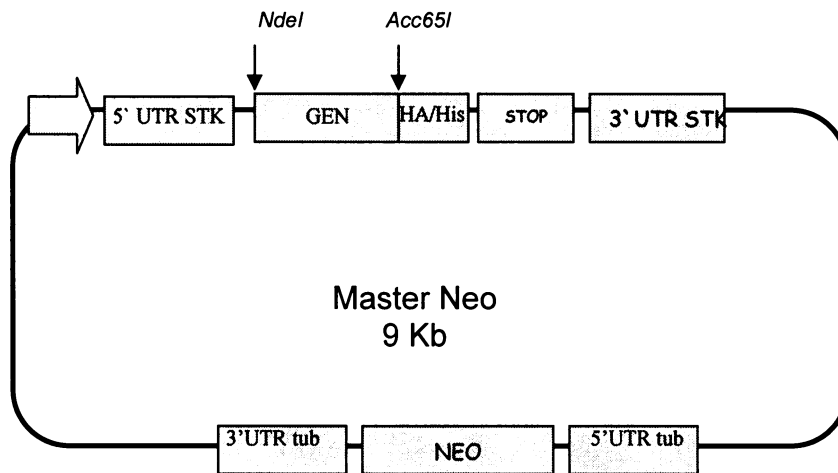 NdeI
Acc65I
5` UTR STK
GEN
HA/His
STOP
3` UTR STK
Master Neo
9 Kb
3'UTR tub
NEO
5'UTR tub